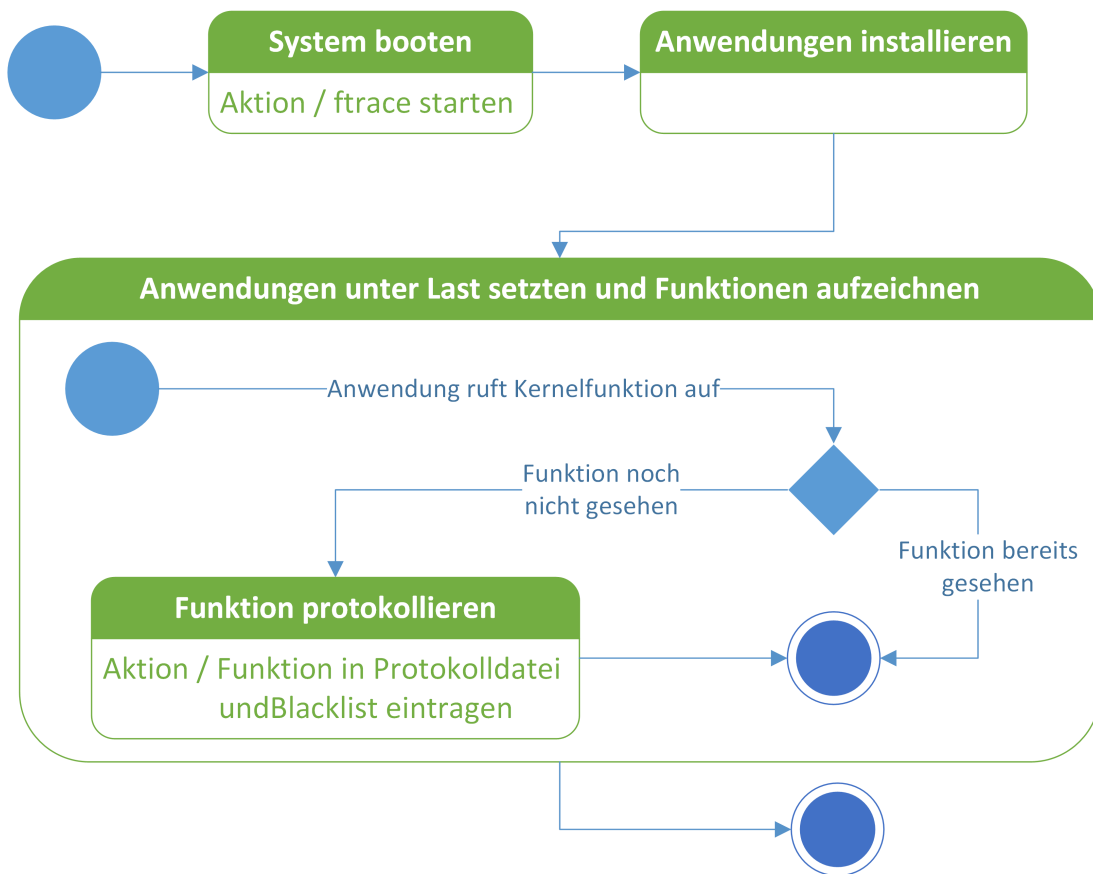 System booten
Aktion / ftrace starten
Anwendungen installieren
Anwendungen unter Last setzten und Funktionen aufzeichnen
Anwendung ruft Kernelfunktion auf
Funktion noch
nicht gesehen
Funktion bereits
gesehen
Funktion protokollieren
Aktion / Funktion in Protokolldatei
undBlacklist eintragen